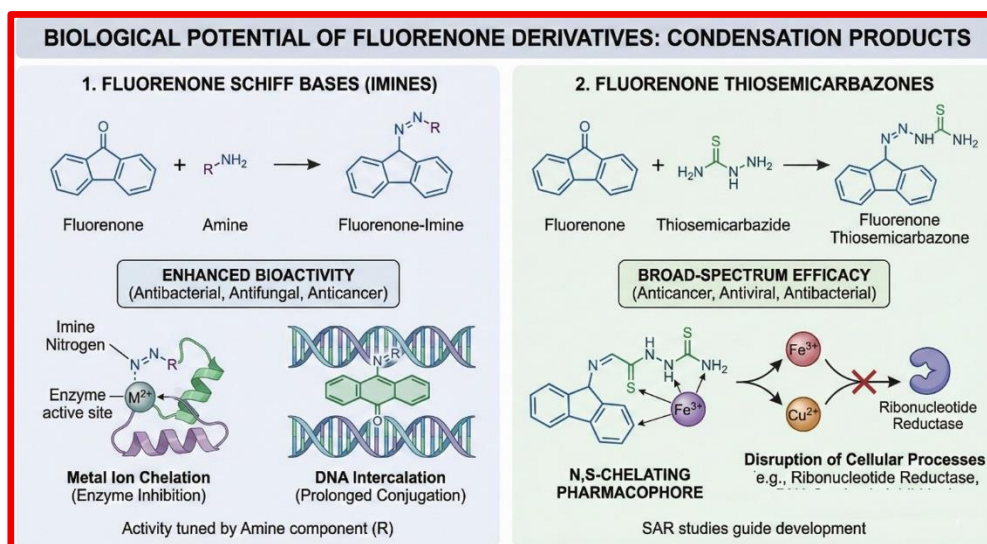 BIOLOGICAL POTENTIAL OF FLUORENONE DERIVATIVES: CONDENSATION PRODUCTS
1. FLUORENONE SCHIFF BASES (IMINES)
O
+
R-NH₂
N=N-R
Fluorenone
Amine
Fluorenone-Imine
ENHANCED BIOACTIVITY
(Antibacterial, Antifungal, Anticancer)
Imine
Nitrogen
N=N-R
Enzyme
active site
M²⁺
N=R
O
Metal Ion Chelation
(Enzyme Inhibition)
DNA Intercalation
(Prolonged Conjugation)
Activity tuned by Amine component (R)
2. FLUORENONE THIOSEMICARBAZONES
O
+
S
NH₂
N
H
NH₂
S
N
N
NH
NH₂
Fluorenone
Thiosemicarbazide
Fluorenone
Thiosemicarbazone
BROAD-SPECTRUM EFFICACY
(Anticancer, Antiviral, Antibacterial)
N
H
N
S
N
H
NH₂
S
Fe³⁺
Fe³⁺
Cu²⁺
Ribonucleotide
Reductase
N,S-CHELATING
PHARMACOPHORE
Disruption of Cellular Processes
e.g., Ribonucleotide Reductase,
SAR studies guide development